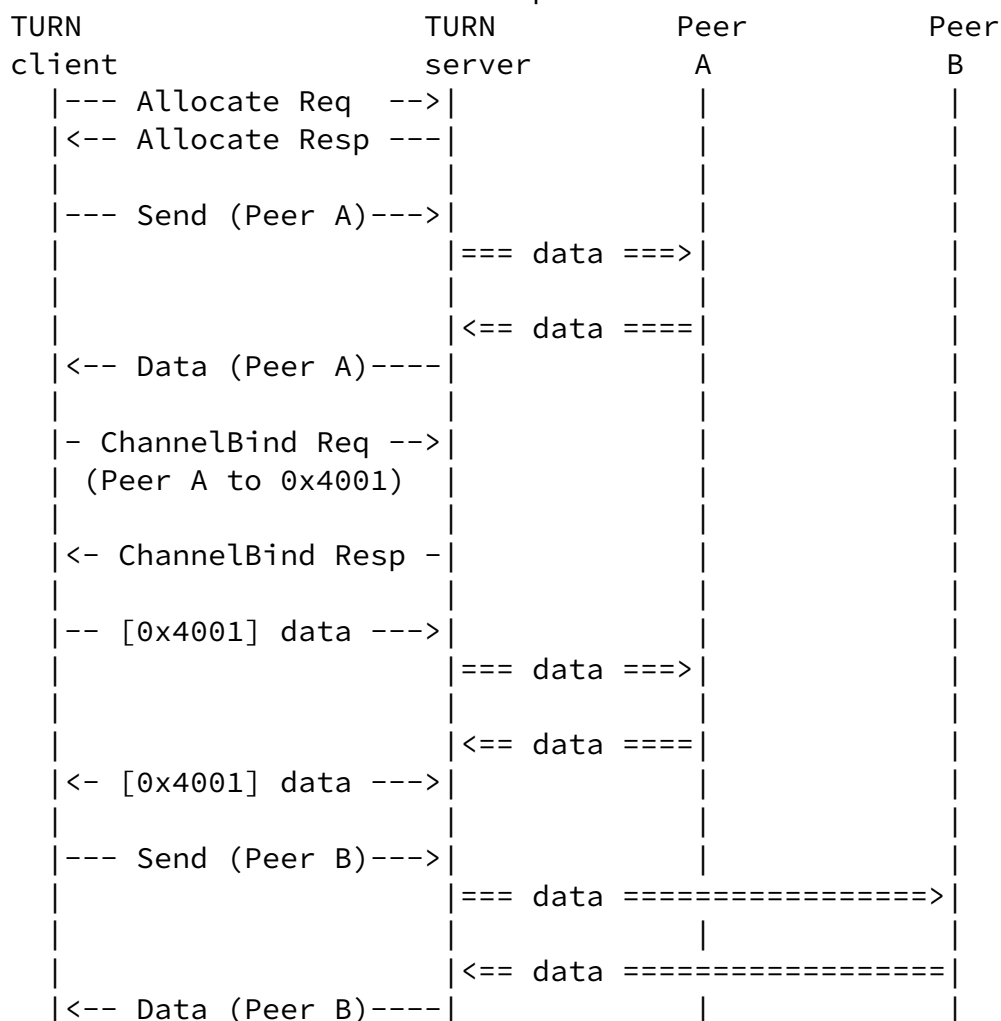 TURN                   TURN        Peer          Peer
client                 server      A             B
  |--- Allocate Req  -->|             |             |
  |<-- Allocate Resp ---|             |             |
  |                     |             |             |
  |--- Send (Peer A)--->|             |             |
  |                     |=== data ===>|             |
  |                     |             |             |
  |                     |<== data ====|             |
  |<-- Data (Peer A)----|             |             |
  |                     |             |             |
  |- ChannelBind Req -->|             |             |
  | (Peer A to 0x4001)  |             |             |
  |                     |             |             |
  |<- ChannelBind Resp -|             |             |
  |                     |             |             |
  |-- [0x4001] data --->|             |             |
  |                     |=== data ===>|             |
  |                     |             |             |
  |                     |<== data ====|             |
  |<- [0x4001] data --->|             |             |
  |                     |             |             |
  |--- Send (Peer B)--->|             |             |
  |                     |=== data =================>|
  |                     |             |             |
  |                     |<== data ==================|
  |<-- Data (Peer B)----|             |             |